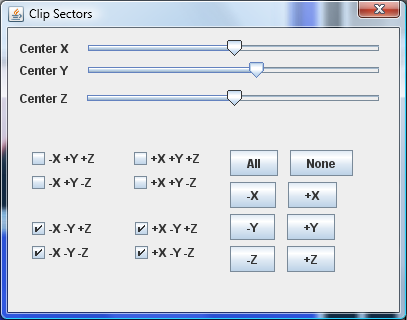 Clip Sectors
Center X
Center Y
Center Z
-X +Y +Z +X +Y +Z All None
-X +Y -Z +X +Y -Z -X +X
-X -Y +Z +X -Y +Z -Y +Y
-X -Y -Z +X -Y -Z -Z +Z